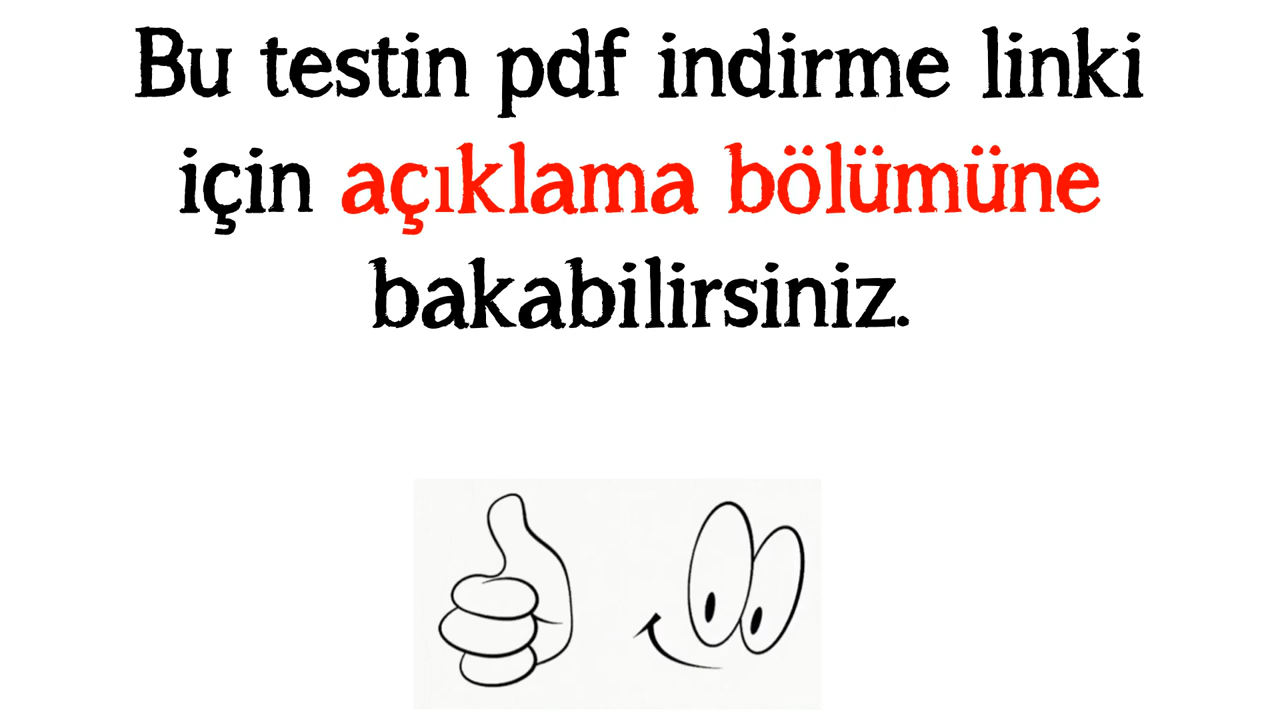 Bu testin pdf indirme linki
için açıklama bölümüne
bakabilirsiniz.